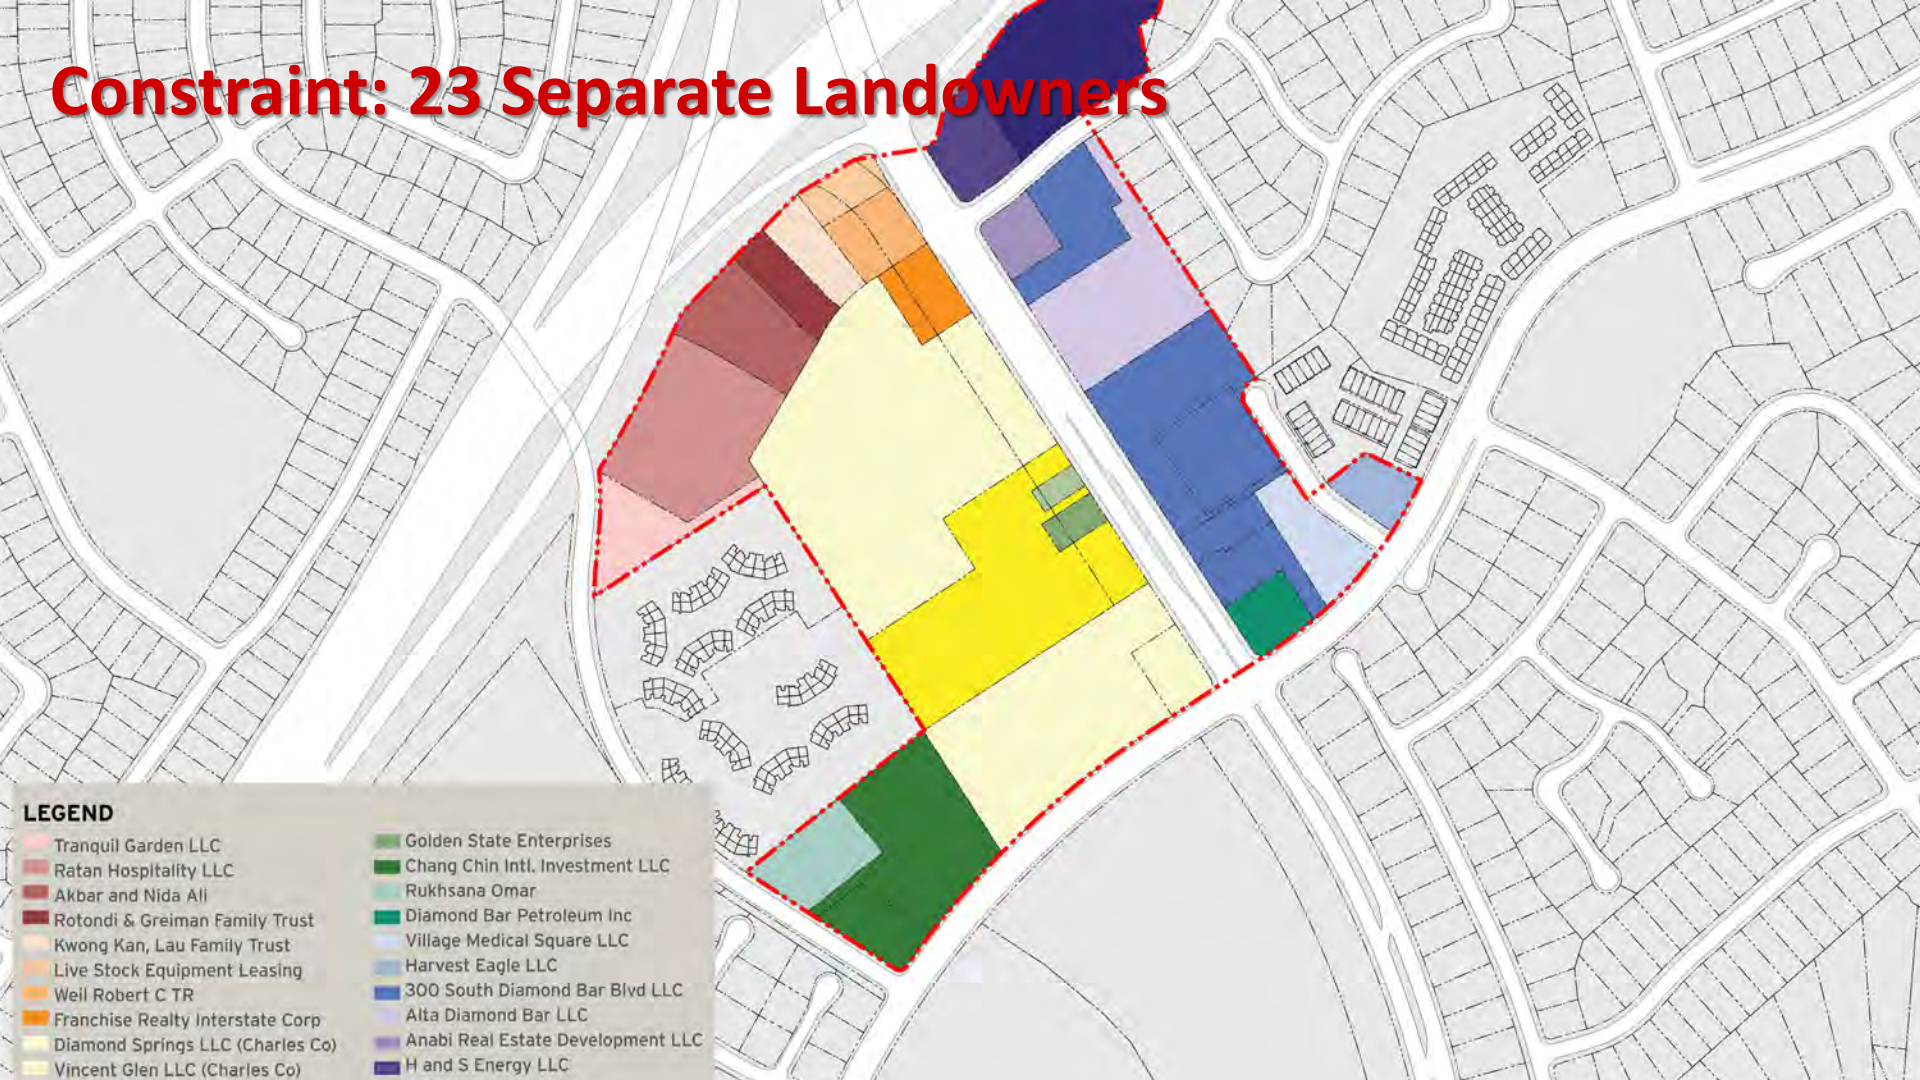 Constraint: 23 Separate Landowners
LEGEND
Tranquil Garden LLC
Ratan Hospitality LLC
Akbar and Nida Ali
Rotondi & Greiman Family Trust
Kwong Kan, Lau Family Trust
Live Stock Equipment Leasing
Weil Robert C TR
Franchise Realty Interstate Corp
Diamond Springs LLC (Charles Co)
Vincent Glen LLC (Charles Co)
Golden State Enterprises
Chang Chin Intl. Investment LLC
Rukhsana Omar
Diamond Bar Petroleum Inc
Village Medical Square LLC
Harvest Eagle LLC
300 South Diamond Bar Blvd LLC
Alta Diamond Bar LLC
Anabi Real Estate Development LLC
H and S Energy LLC